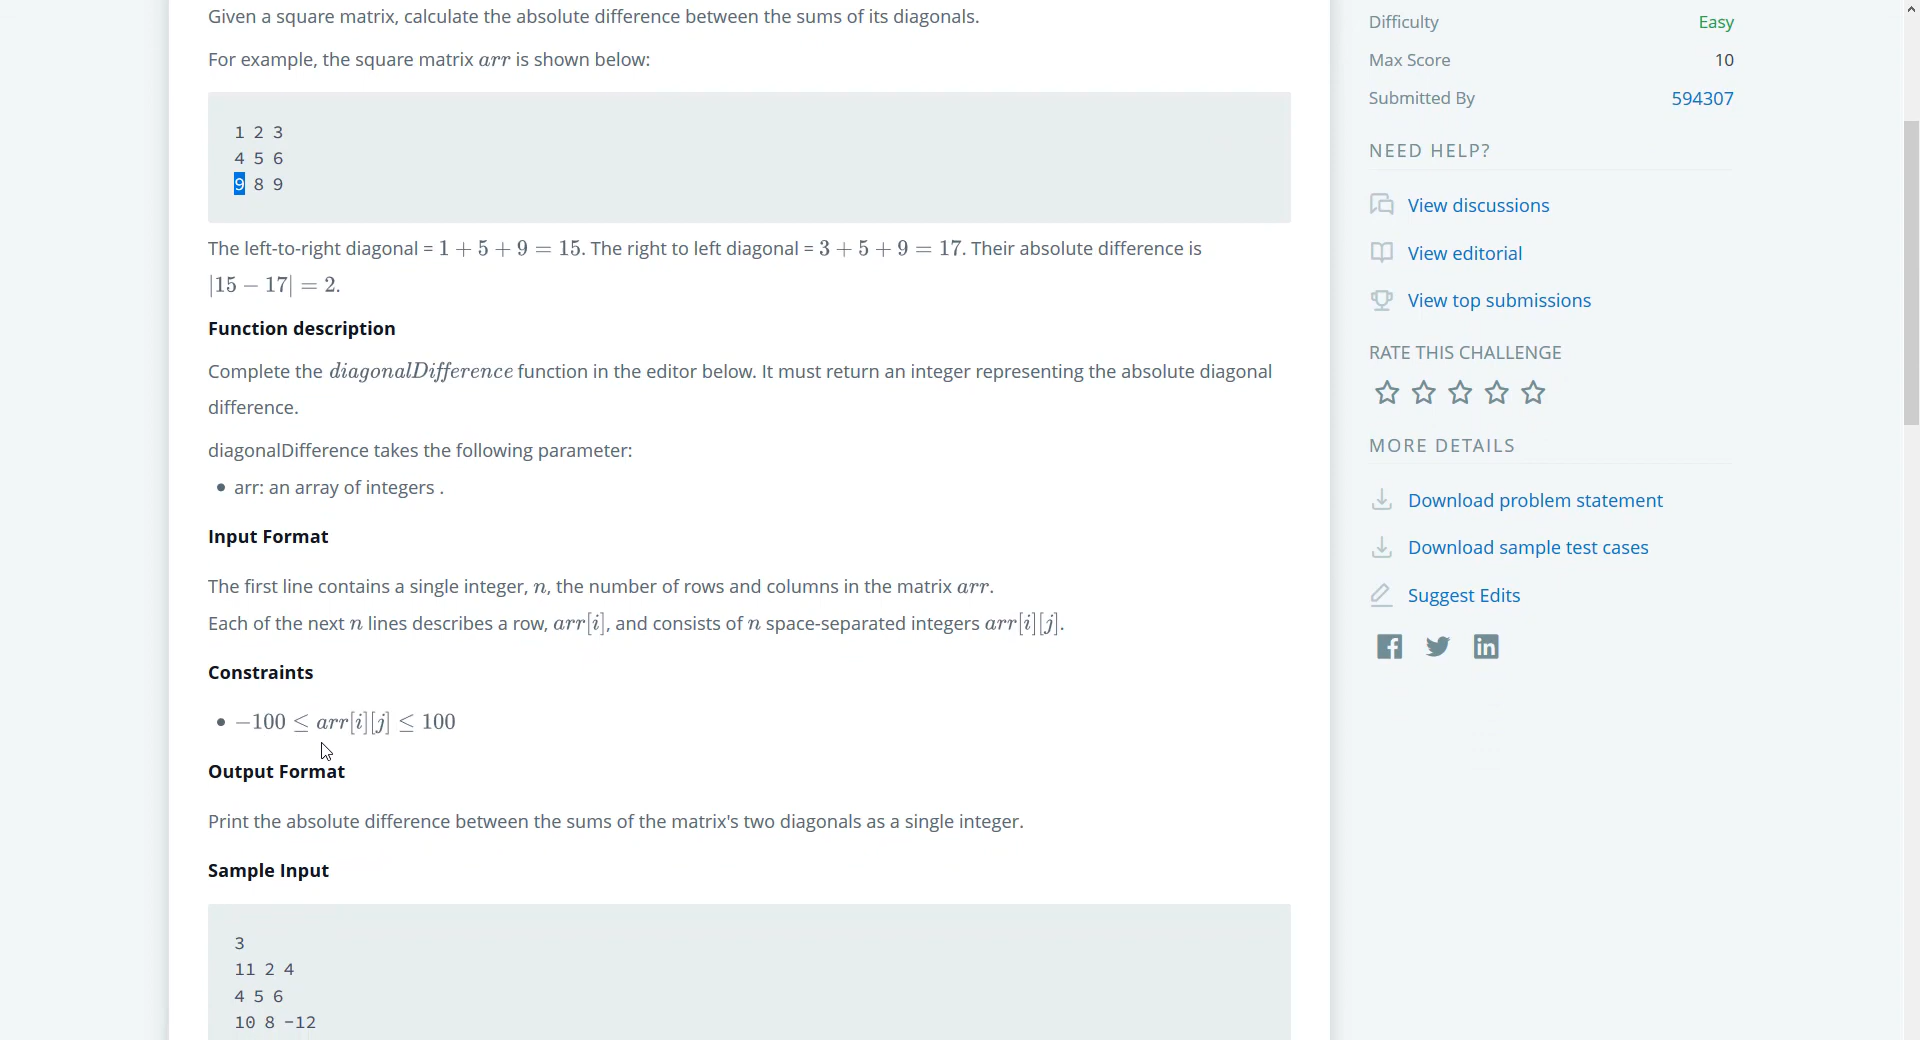 Given a square matrix, calculate the absolute difference between the sums of its diagonals.
For example, the square matrix arr is shown below:
1 2 3
4 5 6
9 8 9
The left-to-right diagonal = 1 + 5 + 9 = 15. The right to left diagonal = 3 + 5 + 9 = 17. Their absolute difference is
|15 − 17| = 2.
Function description
Complete the diagonalDifference function in the editor below. It must return an integer representing the absolute diagonal
difference.
diagonalDifference takes the following parameter:
• arr: an array of integers .
Input Format
The first line contains a single integer, n, the number of rows and columns in the matrix arr.
Each of the next n lines describes a row, arr[i], and consists of n space-separated integers arr[i][j].
Constraints
• −100 ≤ arr[i][j] ≤ 100
Output Format
Print the absolute difference between the sums of the matrix's two diagonals as a single integer.
Sample Input
3
11 2 4
4 5 6
10 8 -12
Difficulty Easy
Max Score 10
Submitted By 594307
NEED HELP?
View discussions
View editorial
View top submissions
RATE THIS CHALLENGE
MORE DETAILS
Download problem statement
Download sample test cases
Suggest Edits